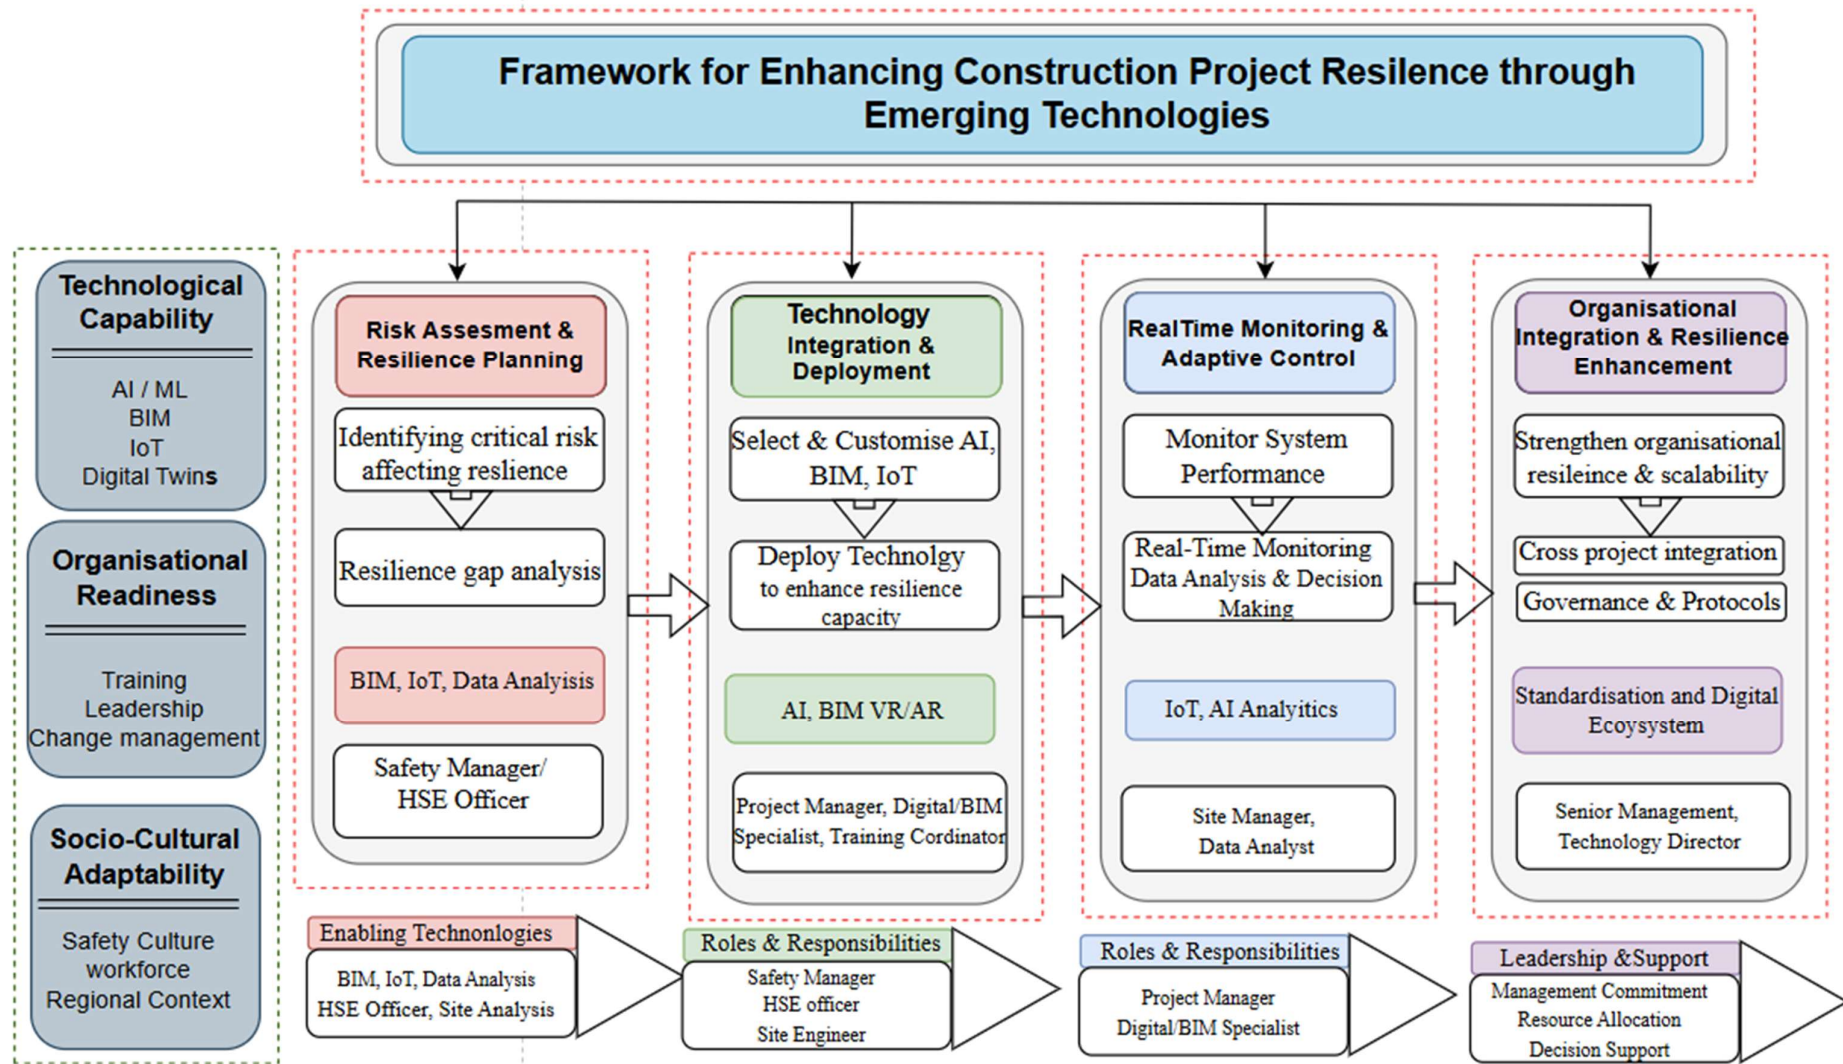 Framework for Enhancing Construction Project Resilence through
Emerging Technologies
Technological
Capability
AI / ML
BIM
IoT
Digital Twins
Organisational
Readiness
Training
Leadership
Change management
Socio-Cultural
Adaptability
Safety Culture
workforce
Regional Context
Risk Assesment &
Resilience Planning
Identifying critical risk
affecting reslience
Resilience gap analysis
BIM, IoT, Data Analyisis
Safety Manager/
HSE Officer
Technology
Integration &
Deployment
Select & Customise AI,
BIM, IoT
Deploy Technolgy
to enhance resilience
capacity
AI, BIM VR/AR
Project Manager, Digital/BIM
Specialist, Training Cordinator
RealTime Monitoring &
Adaptive Control
Monitor System
Performance
Real-Time Monitoring
Data Analysis & Decision
Making
IoT, AI Analyitics
Site Manager,
Data Analyst
Organisational
Integration & Resilience
Enhancement
Strengthen organisational
resileince & scalability
Cross project integration
Governance & Protocols
Standardisation and Digital
Ecoysystem
Senior Management,
Technology Director
Enabling Technonlogies
BIM, IoT, Data Analysis
HSE Officer, Site Analysis
Roles & Responsibilities
Safety Manager
HSE officer
Site Engineer
Roles & Responsibilities
Project Manager
Digital/BIM Specialist
Leadership &Support
Management Commitment
Resource Allocation
Decision Support